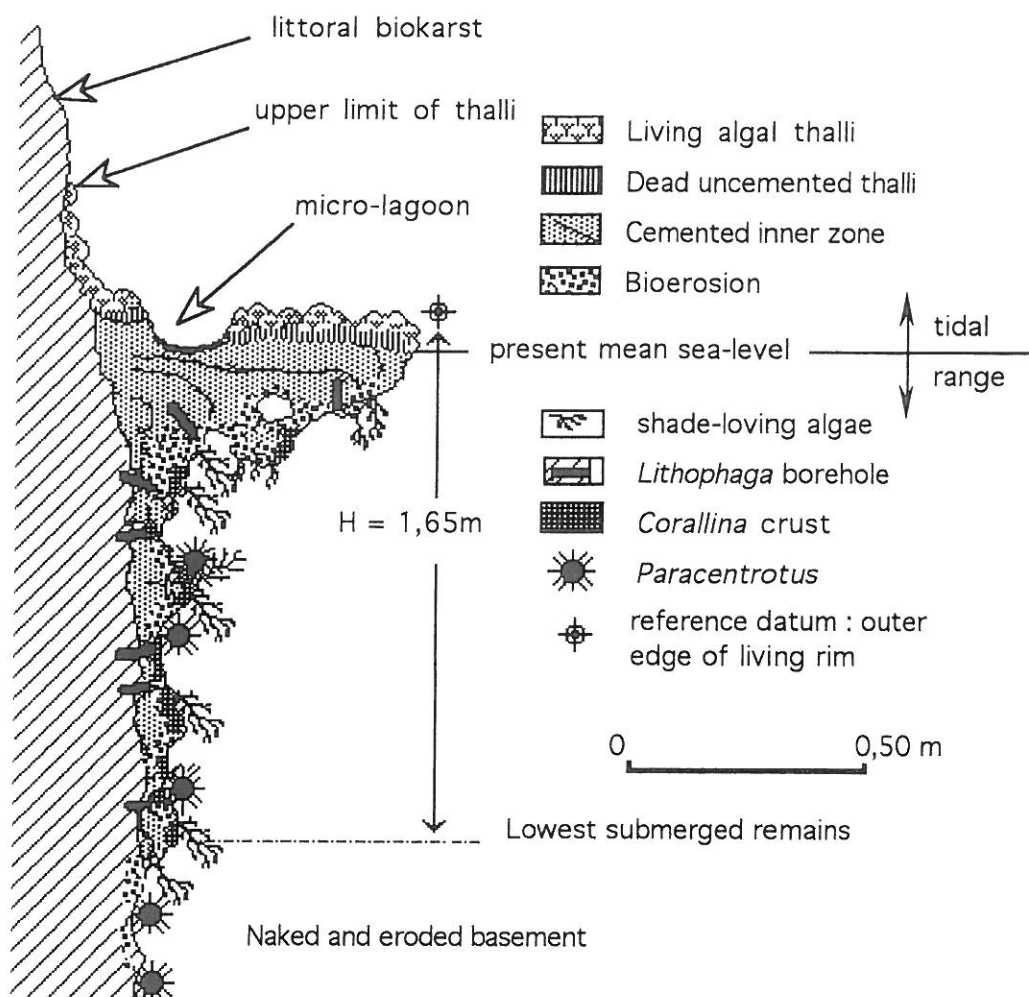 littoral biokarst
upper limit of thalli
micro-lagoon
Living algal thalli
Dead uncemented thalli
Cemented inner zone
Bioerosion
present mean sea-level
tidal
range
shade-loving algae
Lithophaga borehole
H = 1,65m
Corallina crust
Paracentrotus
reference datum : outer
edge of living rim
0
0,50 m
Lowest submerged remains
Naked and eroded basement